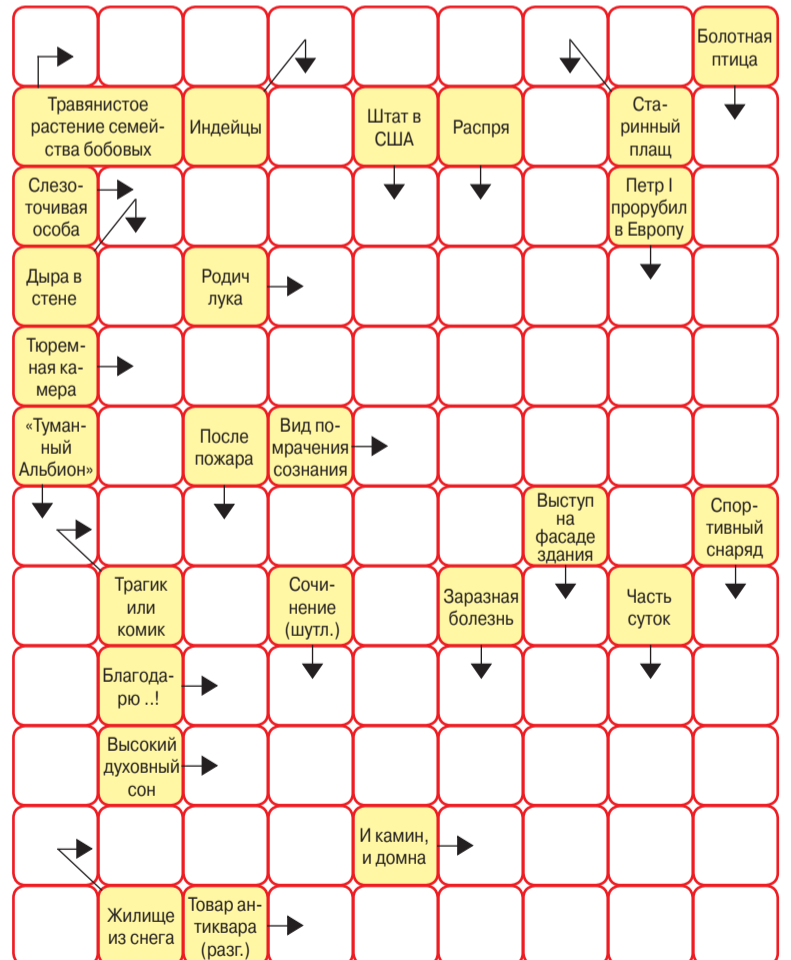 Болотная
птица
Травянистое
растение семей-
ства бобовых
Индейцы
Штат в
США
Распря
Ста-
ринный
плащ
Слезо-
точивая
особа
Петр I
прорубил
в Европу
Дыра в
стене
Родич
лука
Тюрем-
ная ка-
мера
«Туман-
ный
Альбион»
После
пожара
Вид по-
мрачения
сознания
Выступ
на
фасаде
здания
Спор-
тивный
снаряд
Трагик
или
комик
Сочи-
нение
(шутл.)
Заразная
болезнь
Часть
суток
Благода-
рю ..!
Высокий
духовный
сон
И камин,
и домна
Жилище
из снега
Товар ан-
тиквара
(разг.)